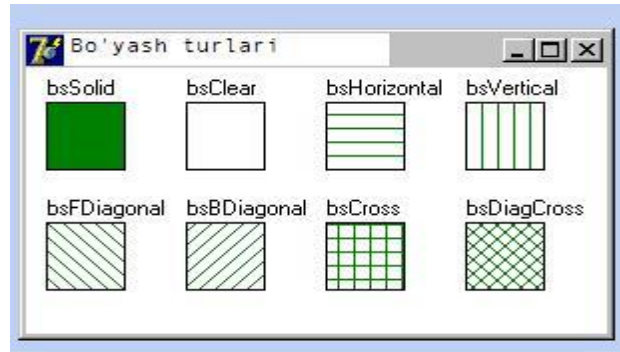 Bo'yash turlari
bsSolid bsClear bsHorizontal bsVertical
bsFDiagonal bsBDiagonal bsCross bsDiagCross